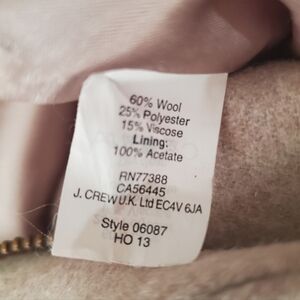 60% Wool
25% Polyester
15% Viscose
Lining:
100% Acetate
RN77388
CA56445
J. CREW U.K. Ltd EC4V 6JA
Style 06087
HO 13